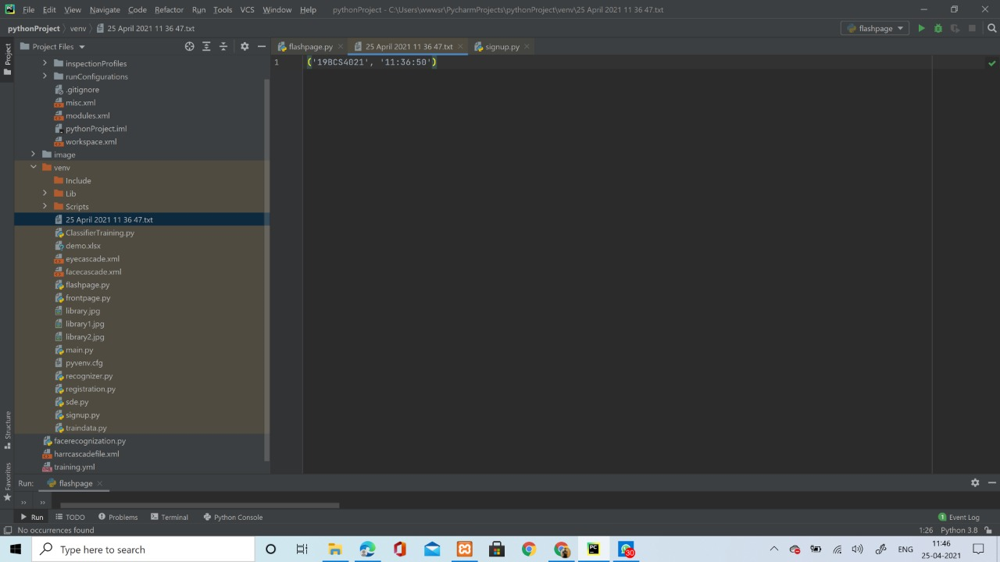 File Edit View Navigate Code Refactor Run Tools VCS Window Help pythonProject - C:\Users\wwwsr\PycharmProjects\pythonProject\venv\25 April 2021 11 36 47.txt
pythonProject venv 25 April 2021 11 36 47.txt flashpage
Project
Project Files flashpage.py 25 April 2021 11 36 47.txt signup.py
1 ('19BCS4021', '11:36:50')
inspectionProfiles
runConfigurations
.gitignore
misc.xml
modules.xml
pythonProject.iml
workspace.xml
image
venv
Include
Lib
Scripts
25 April 2021 11 36 47.txt
ClassifierTraining.py
demo.xlsx
eyecascade.xml
facecascade.xml
flashpage.py
frontpage.py
library.jpg
library1.jpg
library2.jpg
main.py
pyvenv.cfg
recognizer.py
registration.py
sde.py
signup.py
traindata.py
facerecognization.py
harrcascadefile.xml
training.yml
Structure
Favorites
Run: flashpage
Run TODO Problems Terminal Python Console 1 Event Log
No occurrences found 1:26 Python 3.8
Type here to search 30 ENG 11:46
25-04-2021